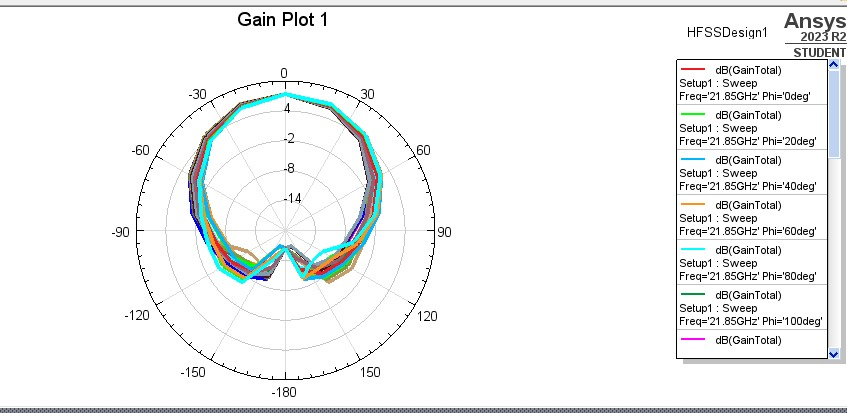 Gain Plot 1
Ansys
2023 R2
STUDENT
HFSSDesign1
0
-30
30
4
-60
-2
60
-8
-14
-90
90
-120
120
-150
150
-180
dB(GainTotal)
Setup1 : Sweep
Freq='21.85GHz' Phi='0deg'
dB(GainTotal)
Setup1 : Sweep
Freq='21.85GHz' Phi='20deg'
dB(GainTotal)
Setup1 : Sweep
Freq='21.85GHz' Phi='40deg'
dB(GainTotal)
Setup1 : Sweep
Freq='21.85GHz' Phi='60deg'
dB(GainTotal)
Setup1 : Sweep
Freq='21.85GHz' Phi='80deg'
dB(GainTotal)
Setup1 : Sweep
Freq='21.85GHz' Phi='100deg'
dB(GainTotal)